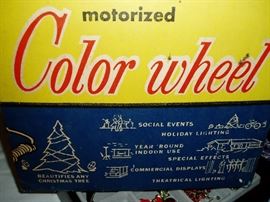 motorized
Color wheel
SOCIAL EVENTS
HOLIDAY LIGHTING
YEAR 'ROUND
INDOOR USE
SPECIAL EFFECTS
COMMERCIAL DISPLAYS
THEATRICAL LIGHTING
BEAUTIFIES ANY
CHRISTMAS TREE